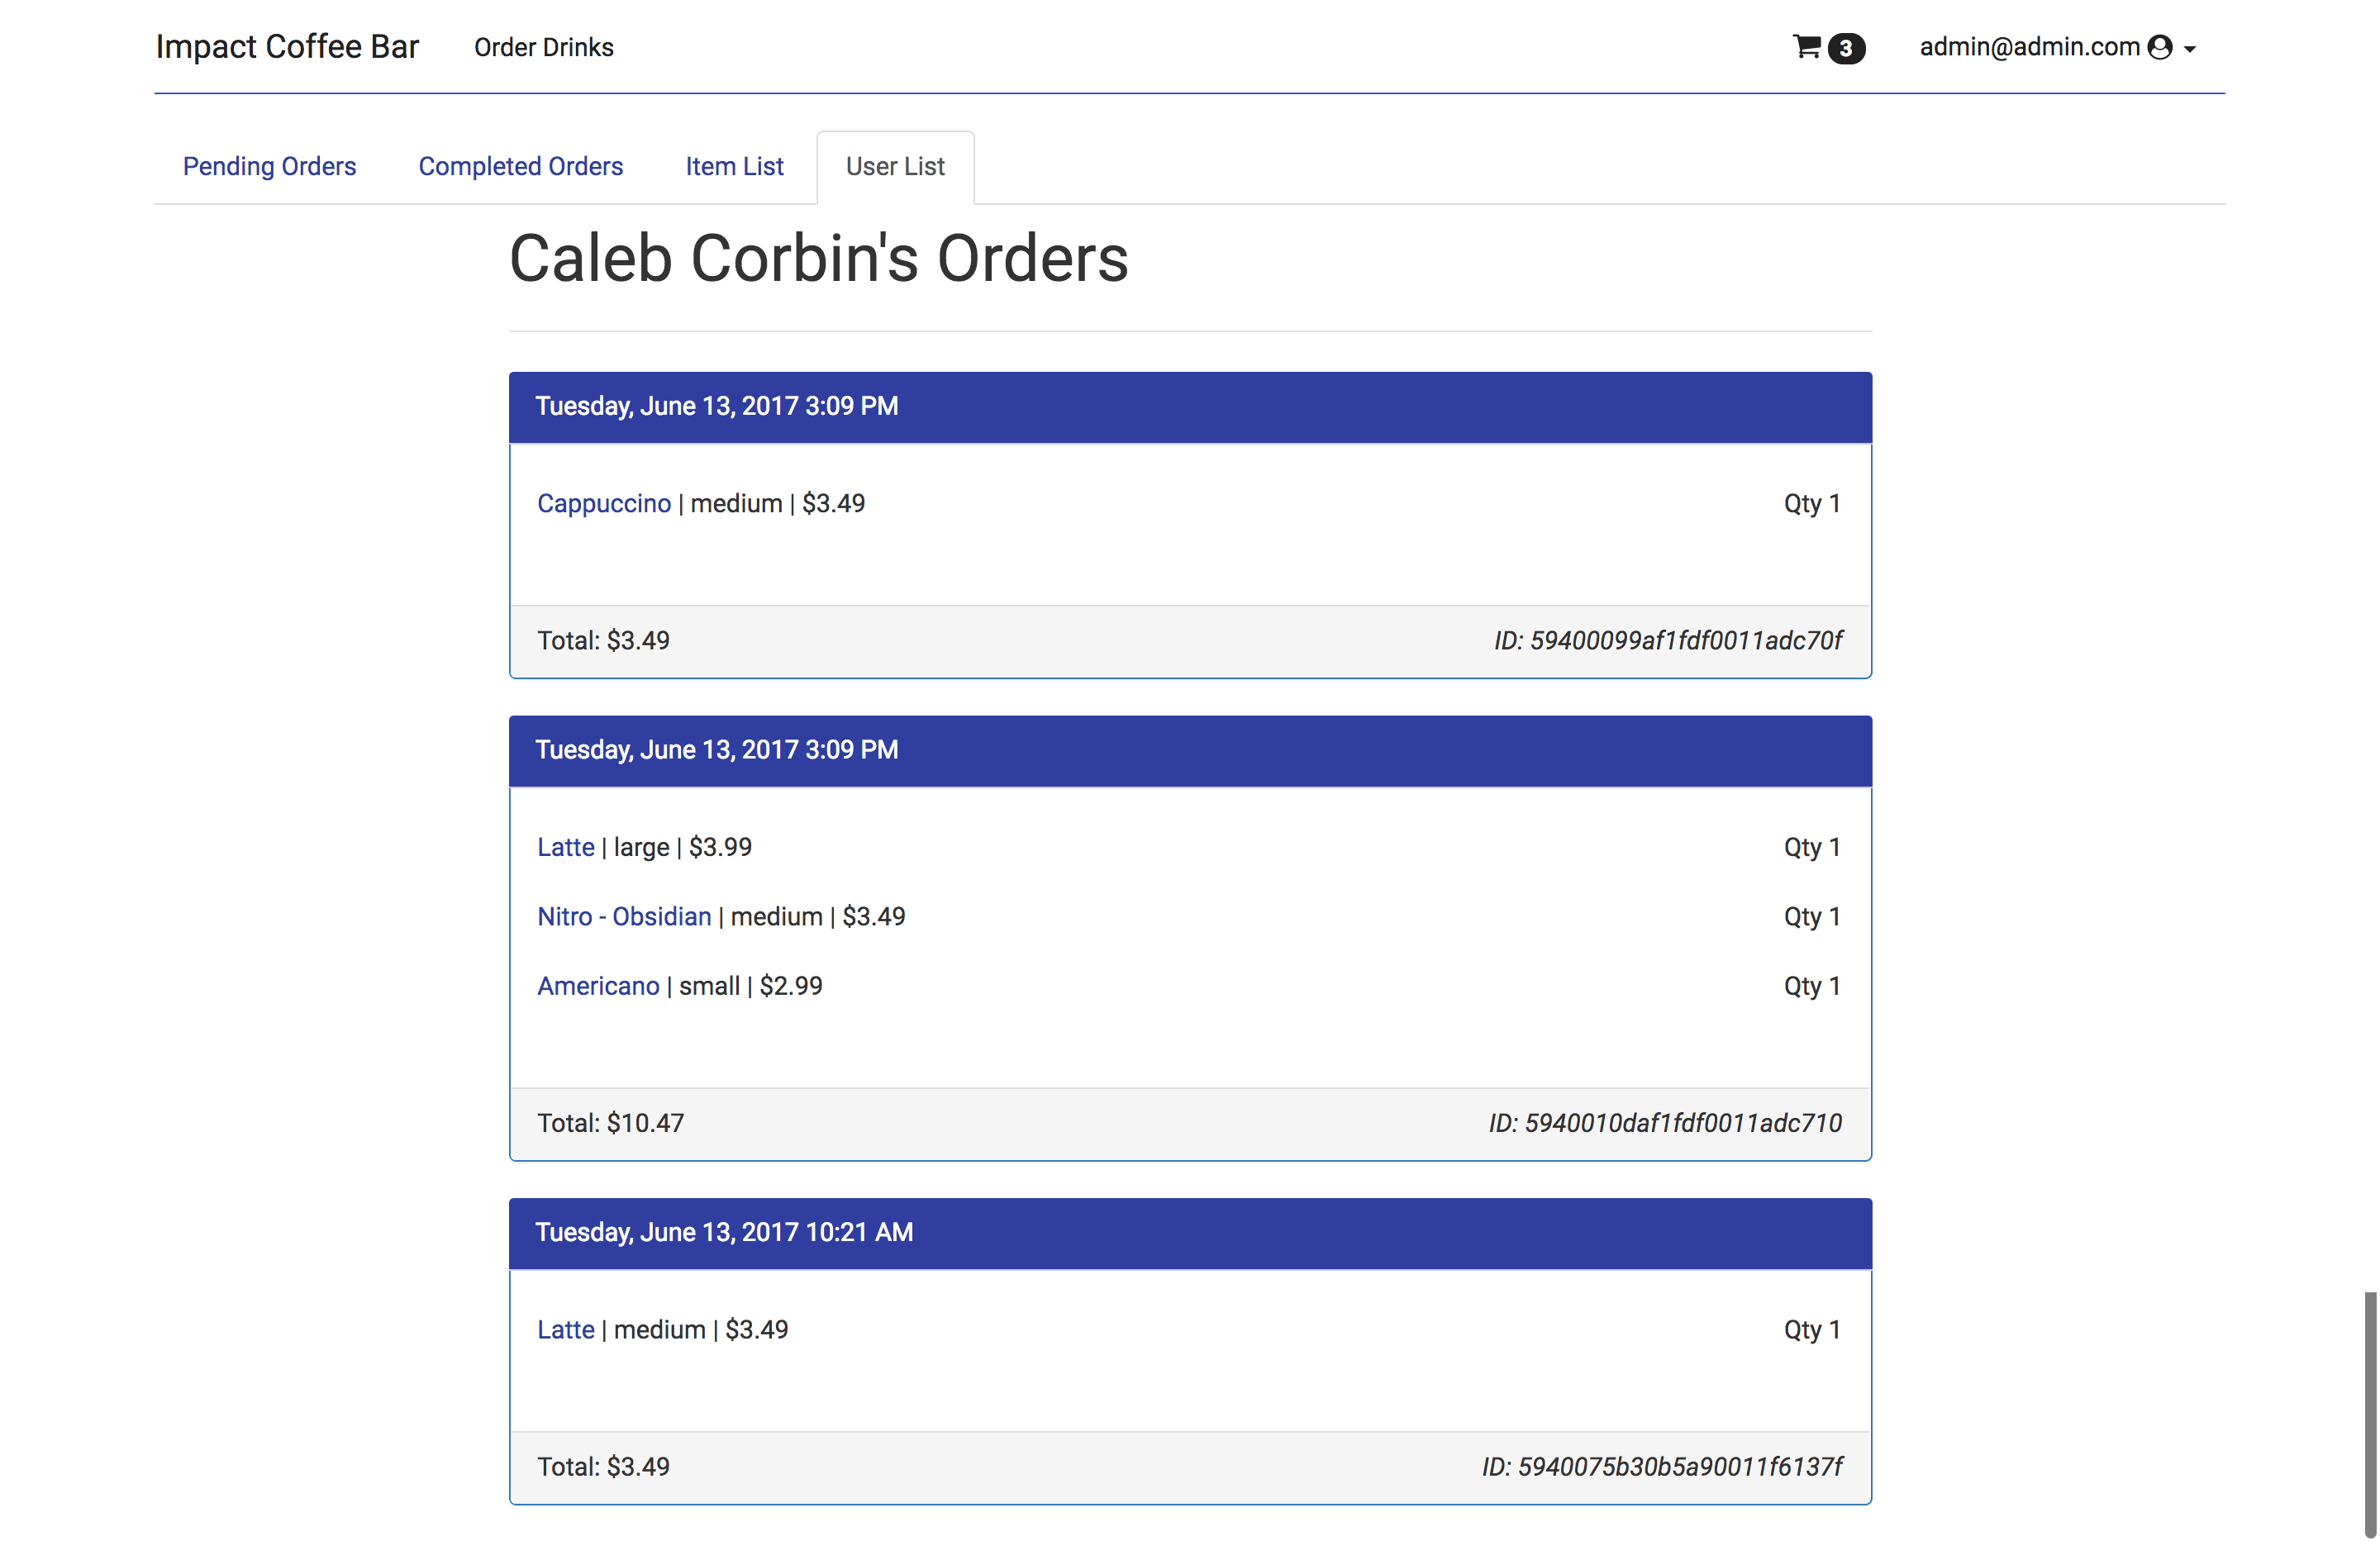 Impact Coffee Bar Order Drinks 3 admin@admin.com
Pending Orders Completed Orders Item List User List
Caleb Corbin's Orders
Tuesday, June 13, 2017 3:09 PM
Cappuccino | medium | $3.49 Qty 1
Total: $3.49 ID: 59400099af1fdf0011adc70f
Tuesday, June 13, 2017 3:09 PM
Latte | large | $3.99 Qty 1
Nitro - Obsidian | medium | $3.49 Qty 1
Americano | small | $2.99 Qty 1
Total: $10.47 ID: 5940010daf1fdf0011adc710
Tuesday, June 13, 2017 10:21 AM
Latte | medium | $3.49 Qty 1
Total: $3.49 ID: 5940075b30b5a90011f6137f